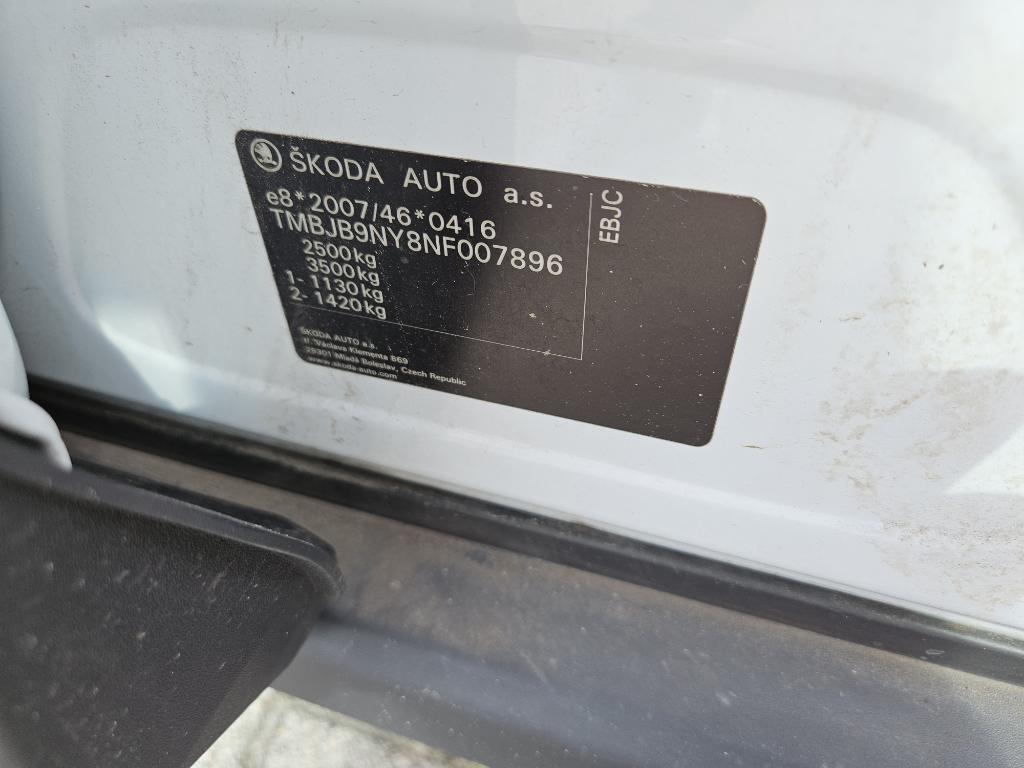 ŠKODA AUTO a.s.
EBJC
e8*2007/46*0416
TMBJB9NY8NF007896
2500kg
3500kg
1- 1130kg
2- 1420kg
ŠKODA AUTO a.s.
tř. Václava Klementa 869
29301 Mladá Boleslav, Czech Republic
www.skoda-auto.com